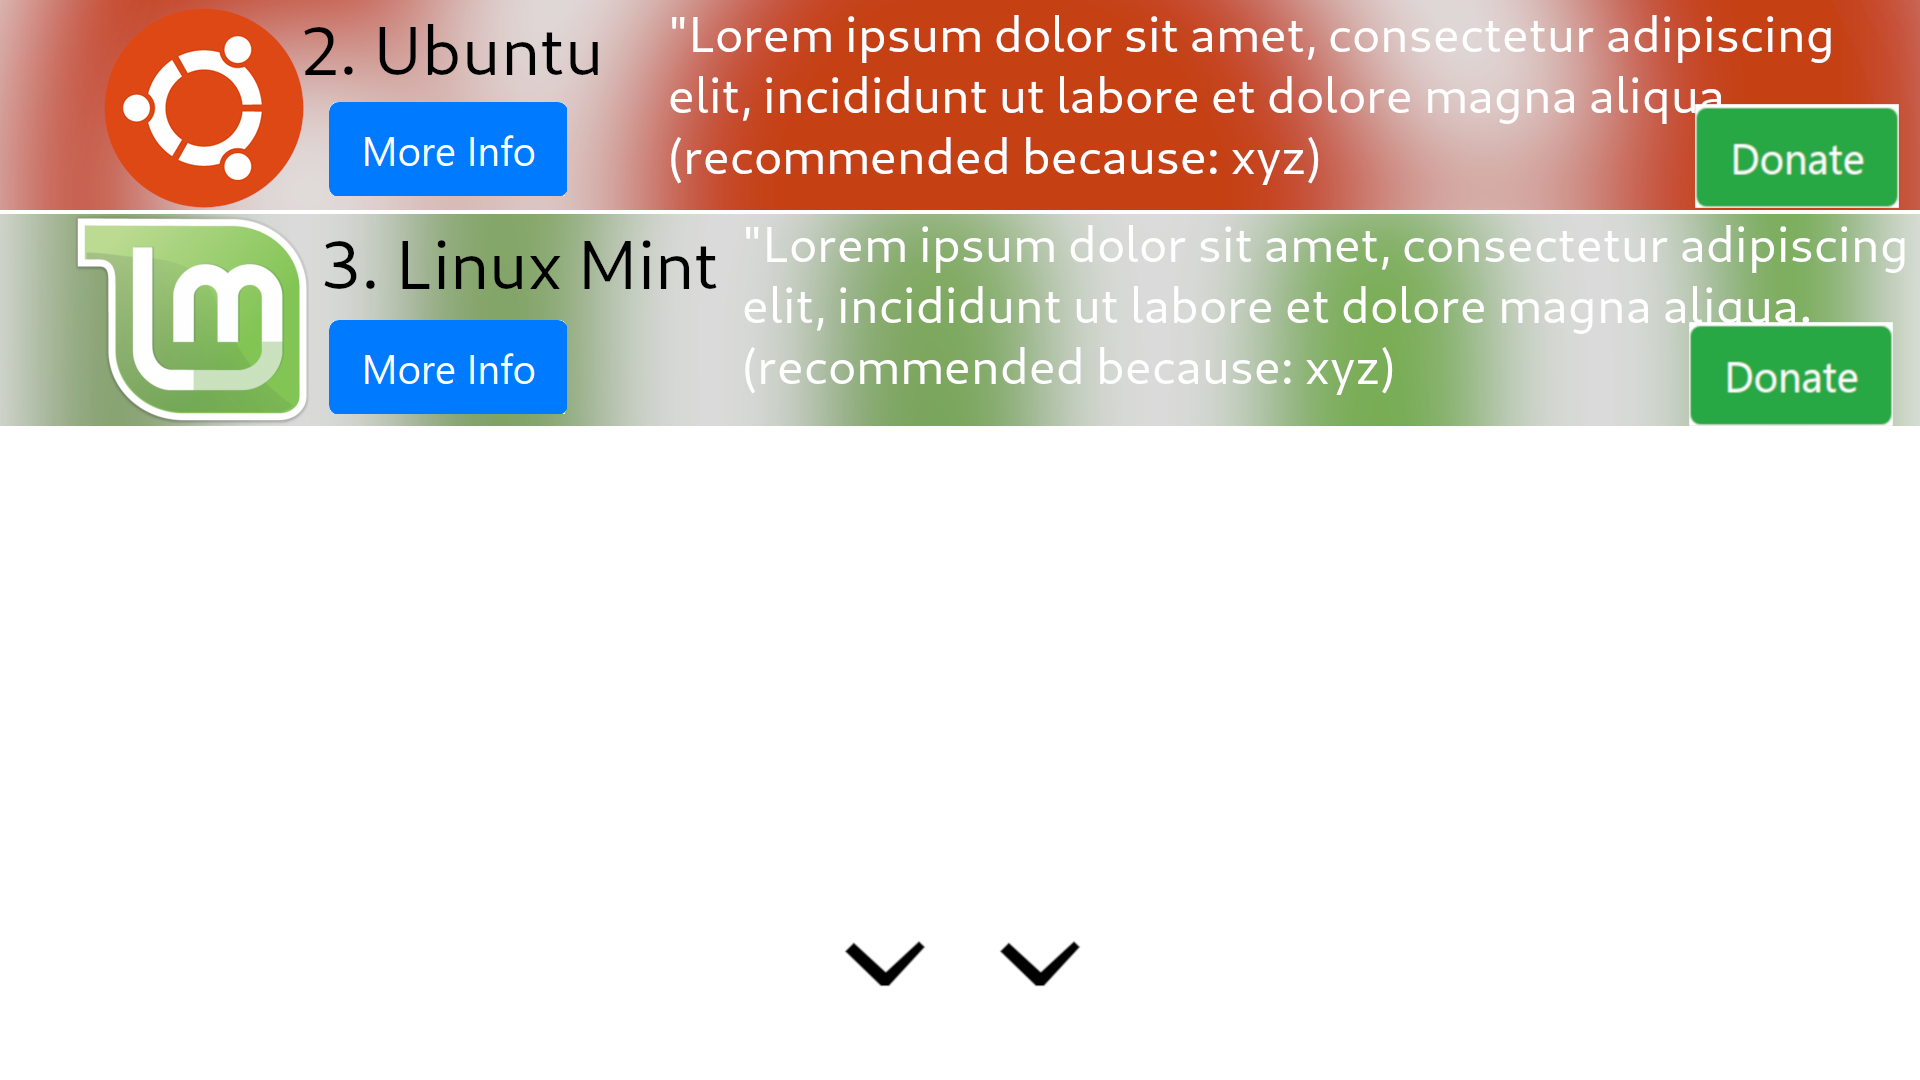 2. Ubuntu
More Info
"Lorem ipsum dolor sit amet, consectetur adipiscing
elit, incididunt ut labore et dolore magna aliqua.
(recommended because: xyz)
Donate
lm
3. Linux Mint
More Info
"Lorem ipsum dolor sit amet, consectetur adipiscing
elit, incididunt ut labore et dolore magna aliqua.
(recommended because: xyz)
Donate